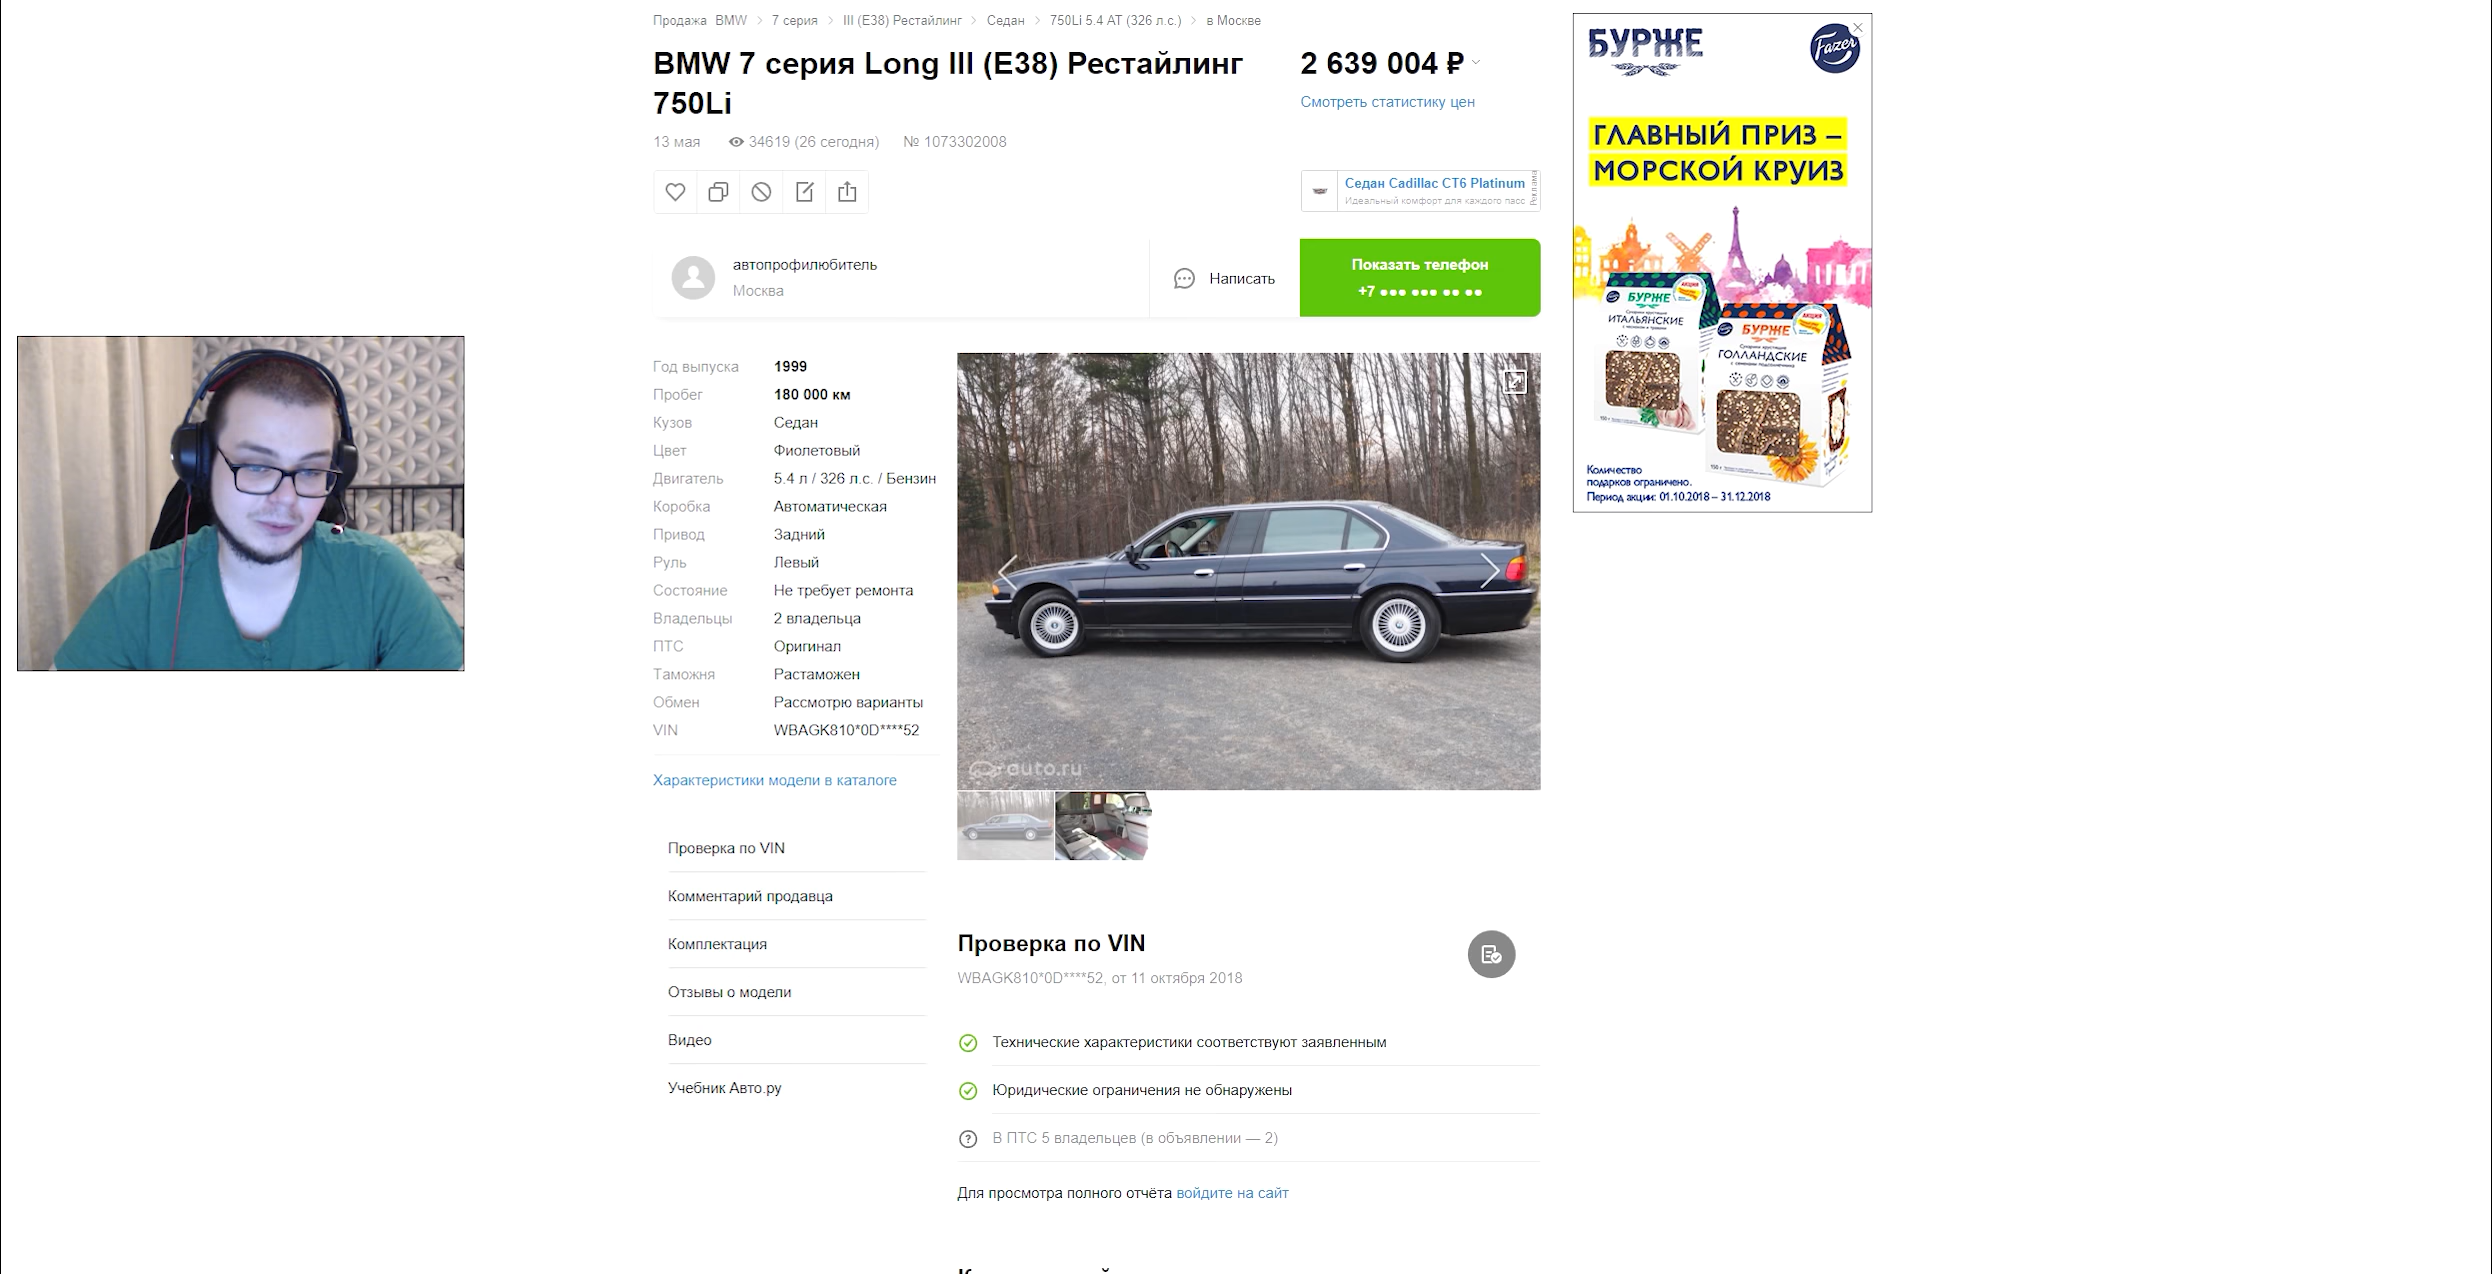 Продажа BMW > 7 серия > III (E38) Рестайлинг > Седан > 750Li 5.4 AT (326 л.с.) > в Москве
BMW 7 серия Long III (E38) Рестайлинг
750Li
2 639 004 ₽
Смотреть статистику цен
13 мая 34619 (26 сегодня) № 1073302008
Седан Cadillac CT6 Platinum
Идеальный комфорт для каждого пасс
Реклама
автопрофилюбитель
Москва
Написать
Показать телефон
+7 ●●● ●●● ●● ●●
Год выпуска 1999
Пробег 180 000 км
Кузов Седан
Цвет Фиолетовый
Двигатель 5.4 л / 326 л.с. / Бензин
Коробка Автоматическая
Привод Задний
Руль Левый
Состояние Не требует ремонта
Владельцы 2 владельца
ПТС Оригинал
Таможня Растаможен
Обмен Рассмотрю варианты
VIN WBAGK810*0D****52
Характеристики модели в каталоге
auto.ru
Проверка по VIN
Комментарий продавца
Комплектация
Отзывы о модели
Видео
Учебник Авто.ру
Проверка по VIN
WBAGK810*0D****52, от 11 октября 2018
Технические характеристики соответствуют заявленным
Юридические ограничения не обнаружены
В ПТС 5 владельцев (в объявлении — 2)
Для просмотра полного отчёта войдите на сайт
БУРЖЕ
Fazer
ГЛАВНЫЙ ПРИЗ –
МОРСКОЙ КРУИЗ
БУРЖЕ
АКЦИЯ
ИТАЛЬЯНСКИЕ
БУРЖЕ
АКЦИЯ
ГОЛЛАНДСКИЕ
Количество
подарков ограничено.
Период акции: 01.10.2018 – 31.12.2018